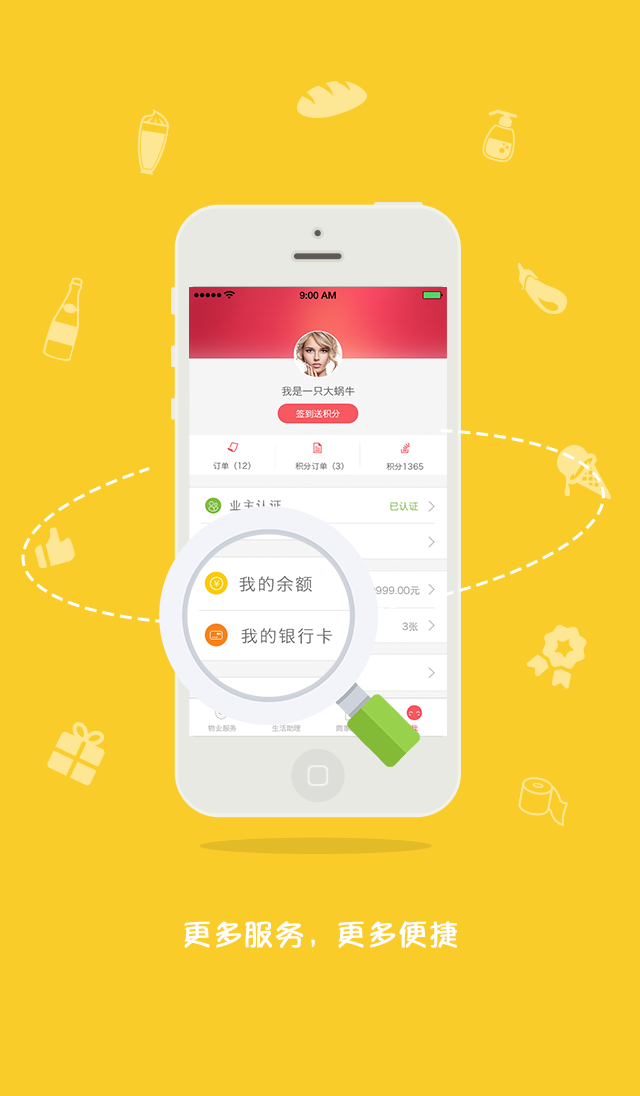 9:00 AM
我是一只大蜗牛
签到送积分
订单（12） 积分订单（3） 积分1365
业主认证 已认证
我的余额 999.00元
我的银行卡 3张
物业服务 生活助理
更多服务，更多便捷